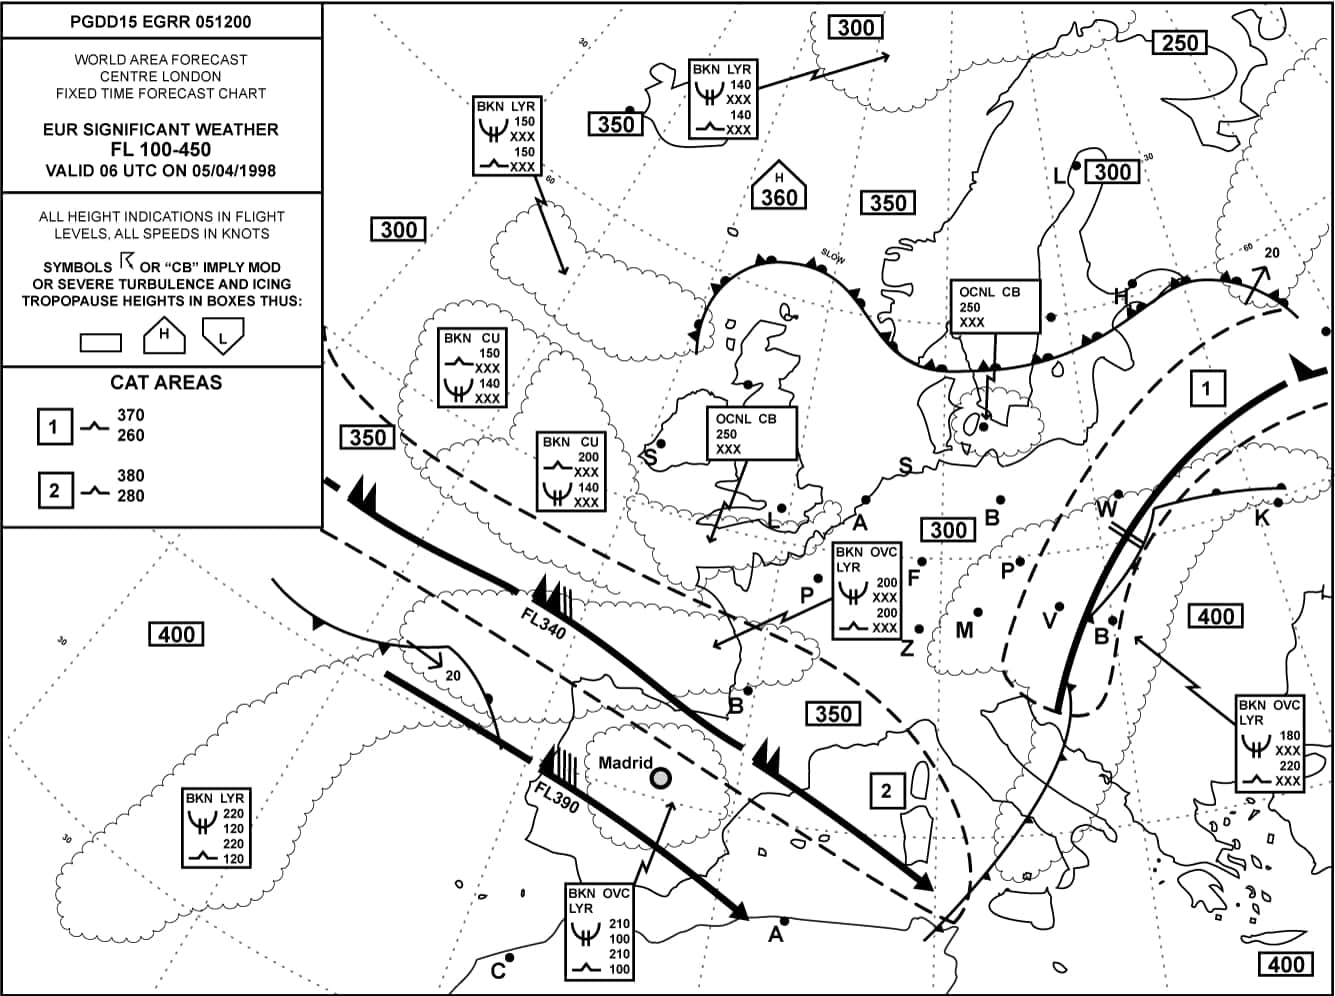 PGDD15 EGRR 051200
WORLD AREA FORECAST
CENTRE LONDON
FIXED TIME FORECAST CHART
EUR SIGNIFICANT WEATHER
FL 100-450
VALID 06 UTC ON 05/04/1998
ALL HEIGHT INDICATIONS IN FLIGHT
LEVELS, ALL SPEEDS IN KNOTS
SYMBOLS OR “CB” IMPLY MOD
OR SEVERE TURBULENCE AND ICING
TROPOPAUSE HEIGHTS IN BOXES THUS:
H
L
CAT AREAS
1
370
260
2
380
280
300
250
30
BKN LYR
140
XXX
140
XXX
350
BKN LYR
150
XXX
150
XXX
60
H
360
350
L
300
30
300
SLOW
60
20
OCNL CB
250
XXX
H
BKN CU
150
XXX
140
XXX
1
350
OCNL CB
250
XXX
BKN CU
200
XXX
140
XXX
S
S
L
A
B
W
K
300
BKN OVC
LYR
200
XXX
200
XXX
P
F
P
M
V
B
Z
400
FL340
30
400
20
B
350
BKN OVC
LYR
180
XXX
220
XXX
Madrid
FL390
2
BKN LYR
220
120
220
120
30
BKN OVC
LYR
210
100
210
100
A
C
400